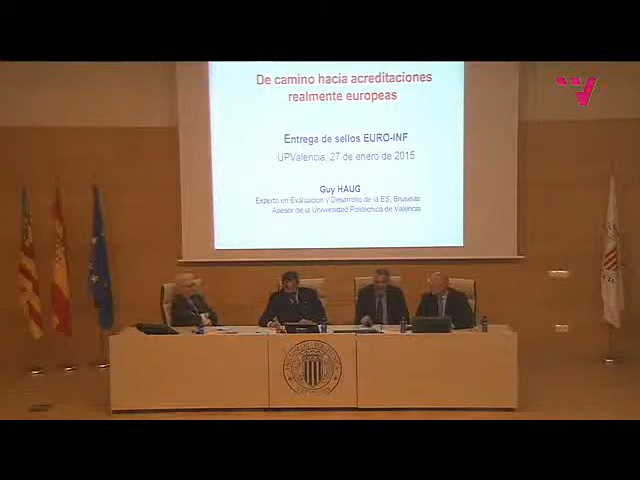 De camino hacia acreditaciones
realmente europeas
Entrega de sellos EURO-INF
UPValencia, 27 de enero de 2015
Guy HAUG
Experto en Evaluacion y Desarrollo de la ES, Bruselas
Asesor de la Universidad Politécnica de Valencia